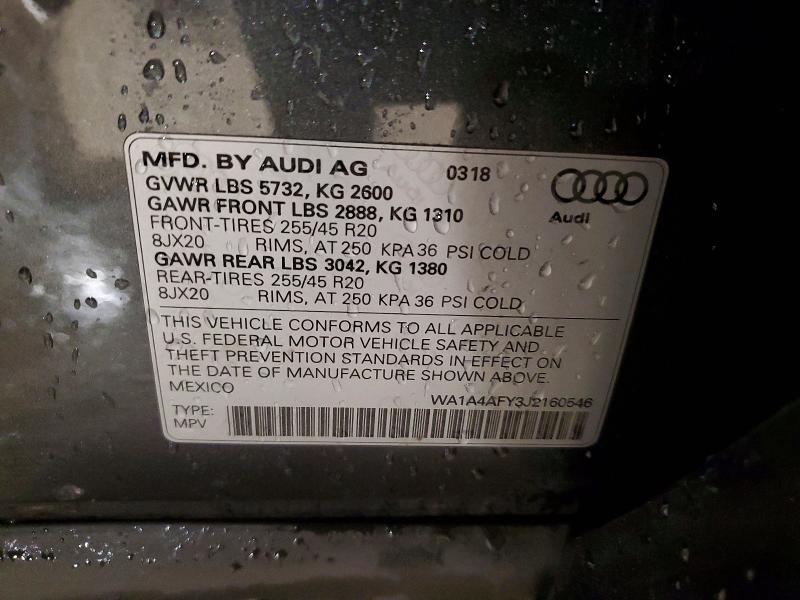 MFD. BY AUDI AG 0318
GVWR LBS 5732, KG 2600
GAWR FRONT LBS 2888, KG 1310
Audi
FRONT-TIRES 255/45 R20
8JX20 RIMS, AT 250 KPA 36 PSI COLD
GAWR REAR LBS 3042, KG 1380
REAR-TIRES 255/45 R20
8JX20 RIMS, AT 250 KPA 36 PSI COLD
THIS VEHICLE CONFORMS TO ALL APPLICABLE
U.S. FEDERAL MOTOR VEHICLE SAFETY AND
THEFT PREVENTION STANDARDS IN EFFECT ON
THE DATE OF MANUFACTURE SHOWN ABOVE.
MEXICO
WA1A4AFY3J2160546
TYPE:
MPV